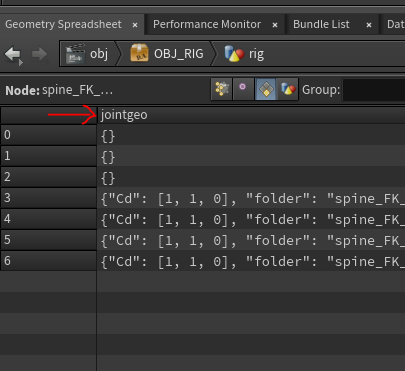 Geometry Spreadsheet × Performance Monitor × Bundle List × Dat
obj OBJ_RIG rig
Node: spine_FK_... Group:
jointgeo
0 {}
1 {}
2 {}
3 {"Cd": [1, 1, 0], "folder": "spine_FK_
4 {"Cd": [1, 1, 0], "folder": "spine_FK_
5 {"Cd": [1, 1, 0], "folder": "spine_FK_
6 {"Cd": [1, 1, 0], "folder": "spine_FK_